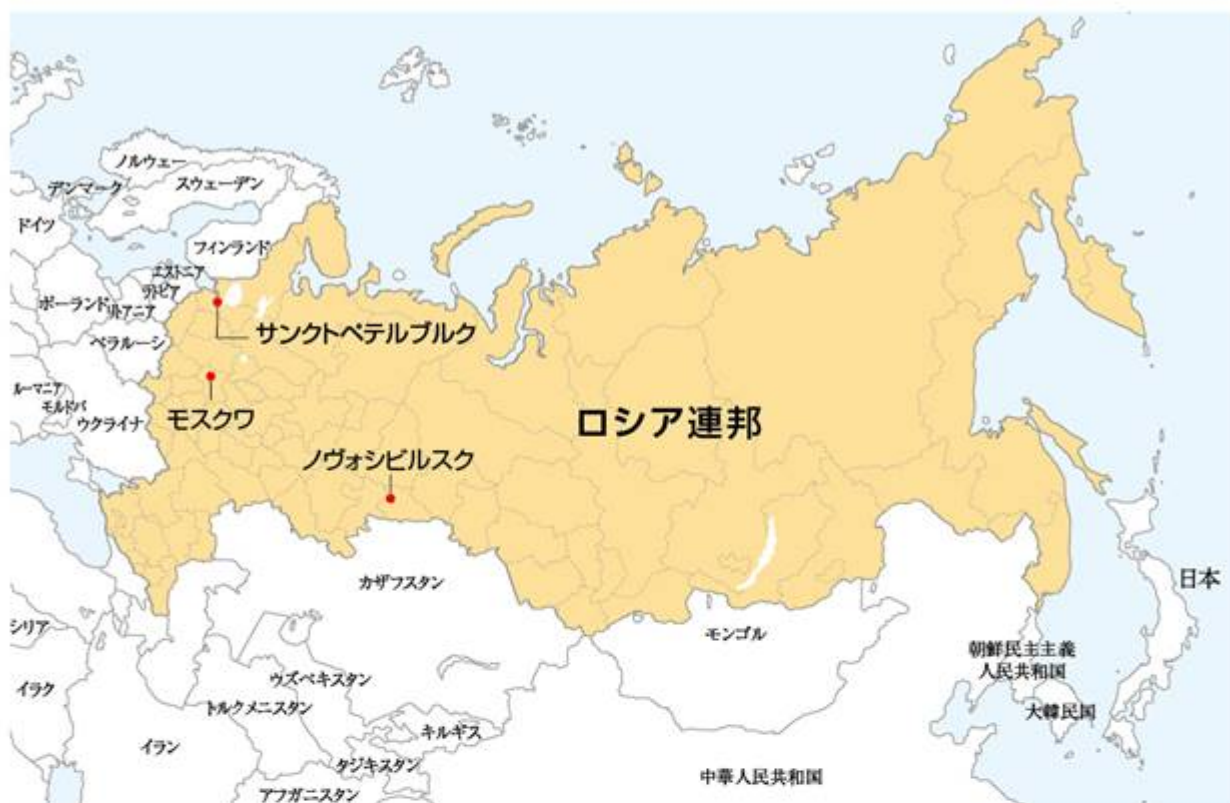 ノルウェー
スウェーデン
デンマーク
ドイツ
フィンランド
エストニア
ラトビア
ポーランド
リトアニア
サンクトペテルブルク
ベラルーシ
ルーマニア
モルドバ
ウクライナ
モスクワ
ロシア連邦
ノヴォシビルスク
カザフスタン
日本
シリア
モンゴル
朝鮮民主主義
人民共和国
イラク
ウズベキスタン
トルクメニスタン
大韓民国
キルギス
イラン
タジキスタン
中華人民共和国
アフガニスタン